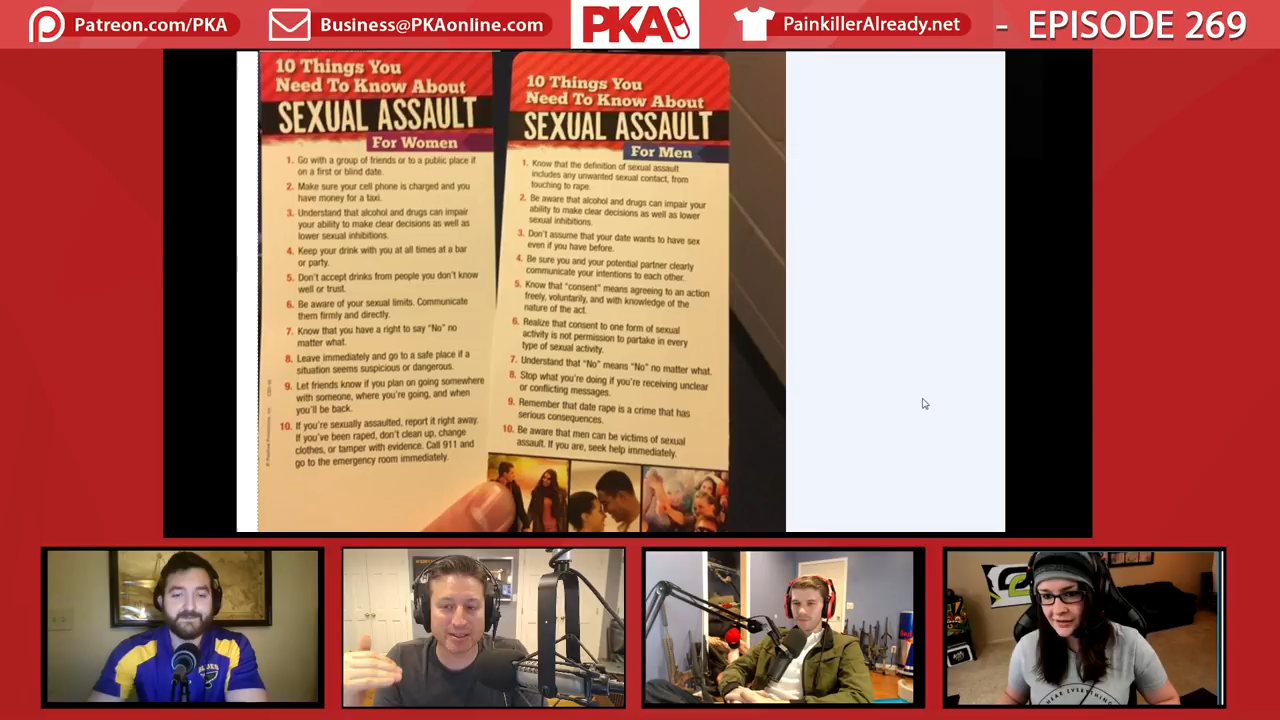 Patreon.com/PKA
Business@PKAonline.com
PKA
PainkillerAlready.net
- EPISODE 269
10 Things You
Need To Know About
SEXUAL ASSAULT
For Women
1. Go with a group of friends or to a public place if
on a first or blind date.
2. Make sure your cell phone is charged and you
have money for a taxi.
3. Understand that alcohol and drugs can impair
your ability to make clear decisions as well as
lower sexual inhibitions.
4. Keep your drink with you at all times at a bar
or party.
5. Don't accept drinks from people you don't know
well or trust.
6. Be aware of your sexual limits. Communicate
them firmly and directly.
7. Know that you have a right to say "No" no
matter what.
8. Leave immediately and go to a safe place if a
situation seems suspicious or dangerous.
9. Let friends know if you plan on going somewhere
with someone, where you're going, and when
you'll be back.
10. If you're sexually assaulted, report it right away.
If you've been raped, don't clean up, change
clothes, or tamper with evidence. Call 911 and
go to the emergency room immediately.
10 Things You
Need To Know About
SEXUAL ASSAULT
For Men
1. Know that the definition of sexual assault
includes any unwanted sexual contact, from
touching to rape.
2. Be aware that alcohol and drugs can impair your
ability to make clear decisions as well as lower
sexual inhibitions.
3. Don't assume that your date wants to have sex
even if you have before.
4. Be sure you and your potential partner clearly
communicate your intentions to each other.
5. Know that "consent" means agreeing to an action
freely, voluntarily, and with knowledge of the
nature of the act.
6. Realize that consent to one form of sexual
activity is not permission to partake in every
type of sexual activity.
7. Understand that "No" means "No" no matter what.
8. Stop what you're doing if you're receiving unclear
or conflicting messages.
9. Remember that date rape is a crime that has
serious consequences.
10. Be aware that men can be victims of sexual
assault. If you are, seek help immediately.